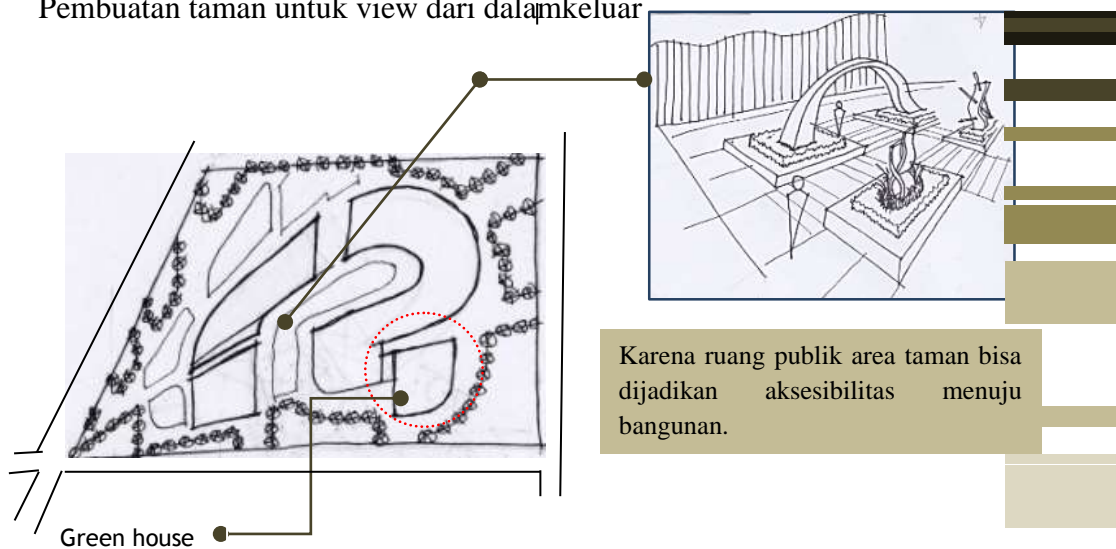 Pembuatan taman untuk view dari dalamkeluar
Karena ruang publik area taman bisa
dijadikan aksesibilitas menuju
bangunan.
Green house